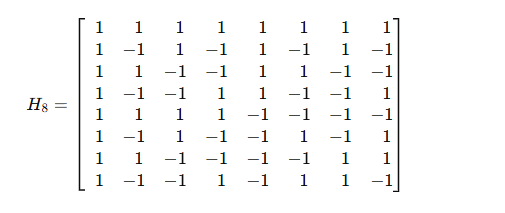 1 1 1 1 1 1 1 1
1 −1 1 −1 1 −1 1 −1
1 1 −1 −1 1 1 −1 −1
H₈ = 1 −1 −1 1 1 −1 −1 1
1 1 1 1 −1 −1 −1 −1
1 −1 1 −1 −1 1 −1 1
1 1 −1 −1 −1 −1 1 1
1 −1 −1 1 −1 1 1 −1